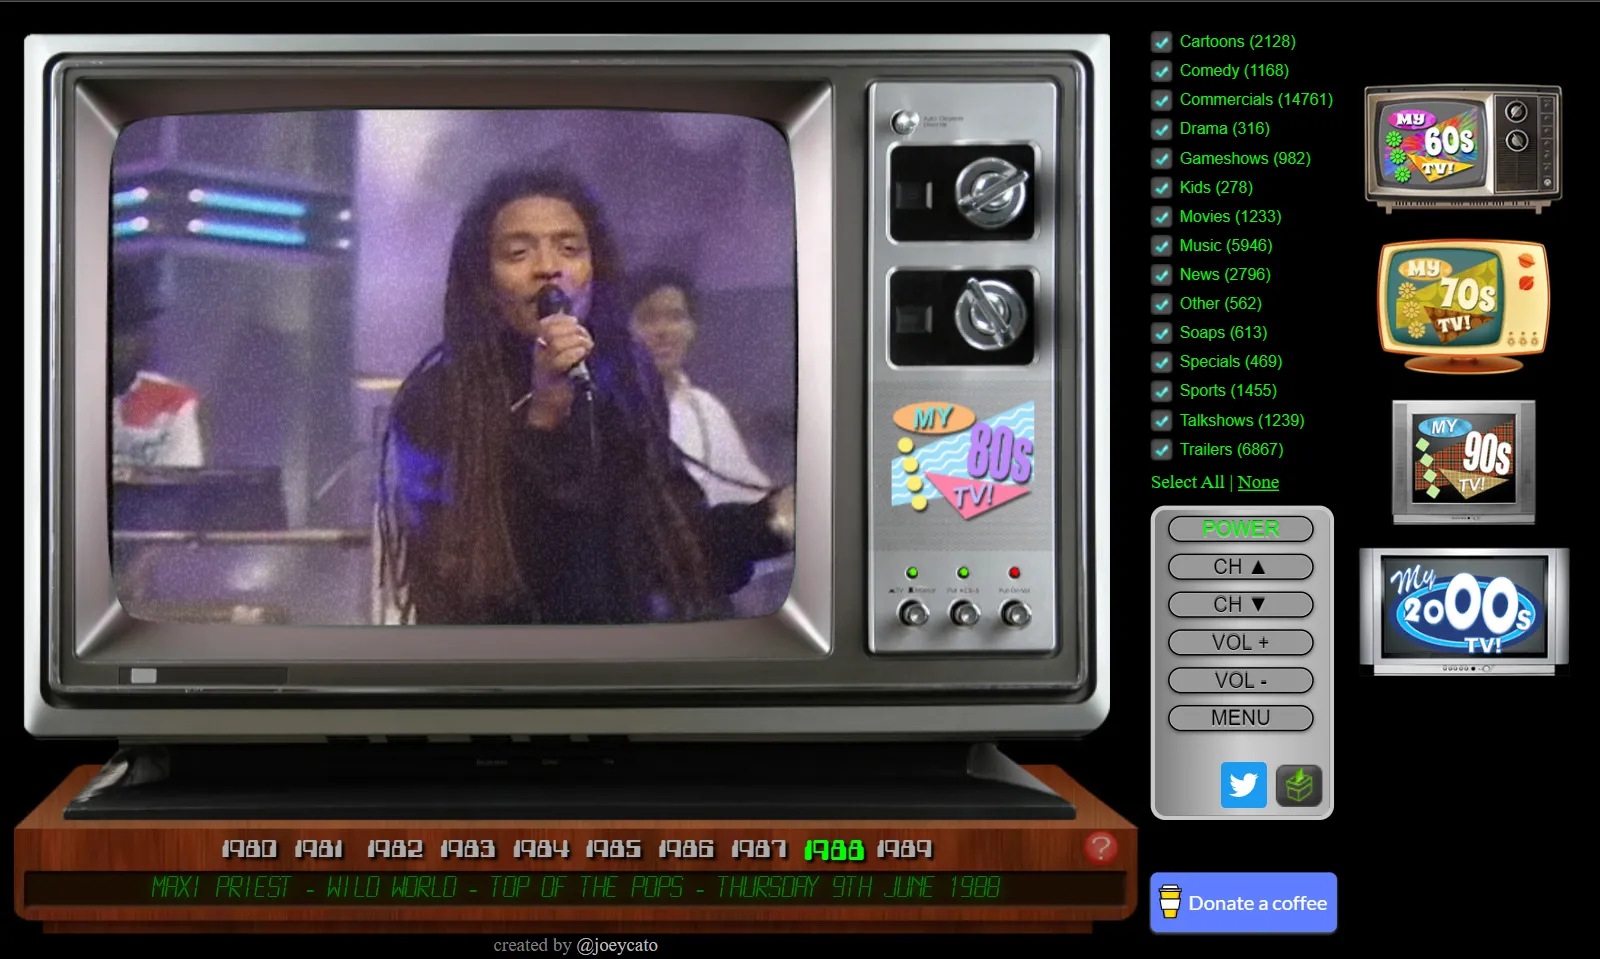 Cartoons (2128)
Comedy (1168)
Commercials (14761)
Drama (316)
Gameshows (982)
Kids (278)
Movies (1233)
Music (5946)
News (2796)
Other (562)
Soaps (613)
Specials (469)
Sports (1455)
Talkshows (1239)
Trailers (6867)
Select All | None
POWER
CH ▲
CH ▼
VOL +
VOL -
MENU
MY
80s
TV!
MY
60s
TV!
MY
70s
TV!
MY
90s
TV!
My
2000s
TV!
1980 1981 1982 1983 1984 1985 1986 1987 1988 1989
?
MAXI PRIEST - WILD WORLD - TOP OF THE POPS - THURSDAY 9TH JUNE 1988
created by @joeycato
Donate a coffee